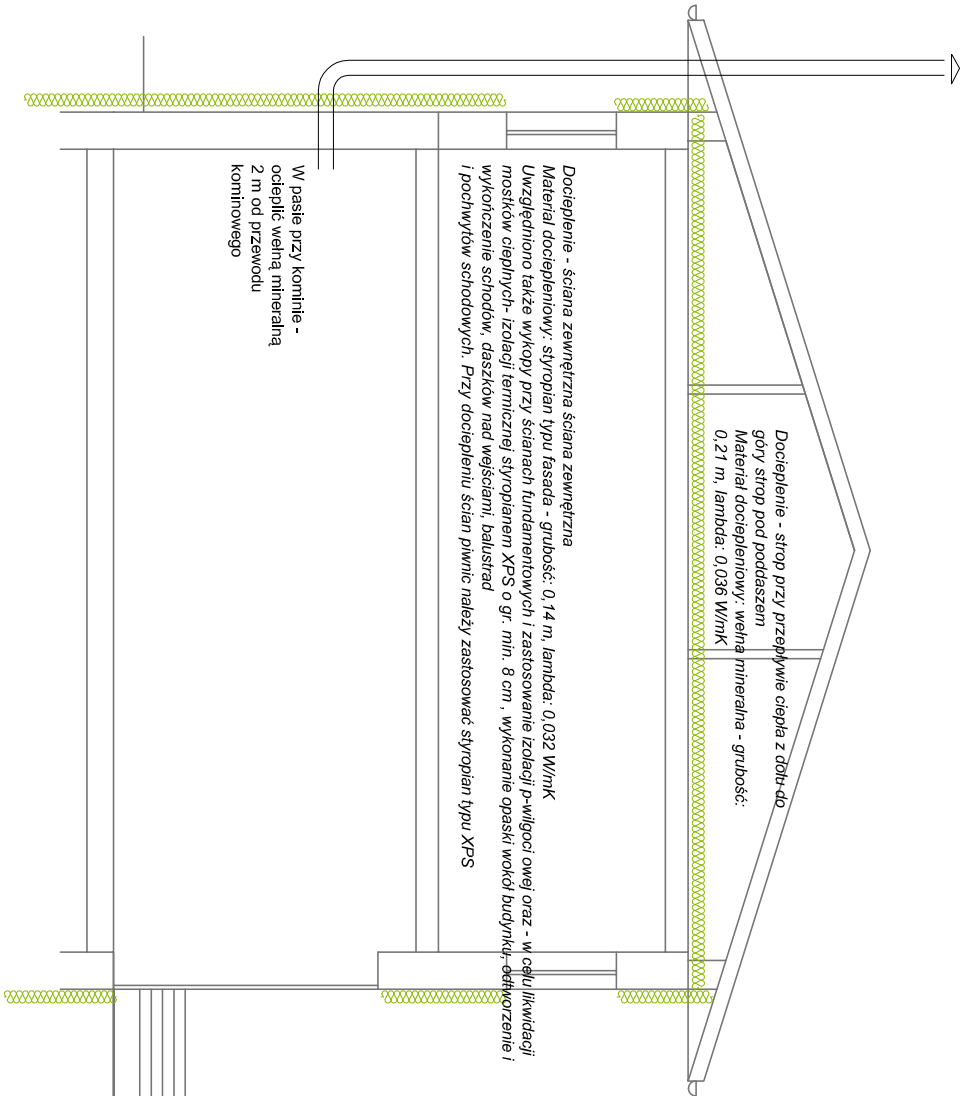 Docieplenie - strop przy przepływie ciepła z dołu do
góry strop pod poddaszem
Materiał dociepleniowy: wełna mineralna - grubość:
0,21 m, lambda: 0,036 W/mK
Docieplenie - ściana zewnętrzna ściana zewnętrzna
Materiał dociepleniowy: styropian typu fasada - grubość: 0,14 m, lambda: 0,032 W/mK
Uwzględniono także wykopy przy ścianach fundamentowych i zastosowanie izolacji p-wilgoci owej oraz - w celu likwidacji
mostków cieplnych- izolacji termicznej styropianem XPS o gr. min. 8 cm , wykonanie opaski wokół budynku, odtworzenie i
wykończenie schodów, daszków nad wejściami, balustrad
i pochwytów schodowych. Przy dociepleniu ścian piwnic należy zastosować styropian typu XPS
W pasie przy kominie -
ocieplić wełną mineralną
2 m od przewodu
kominowego